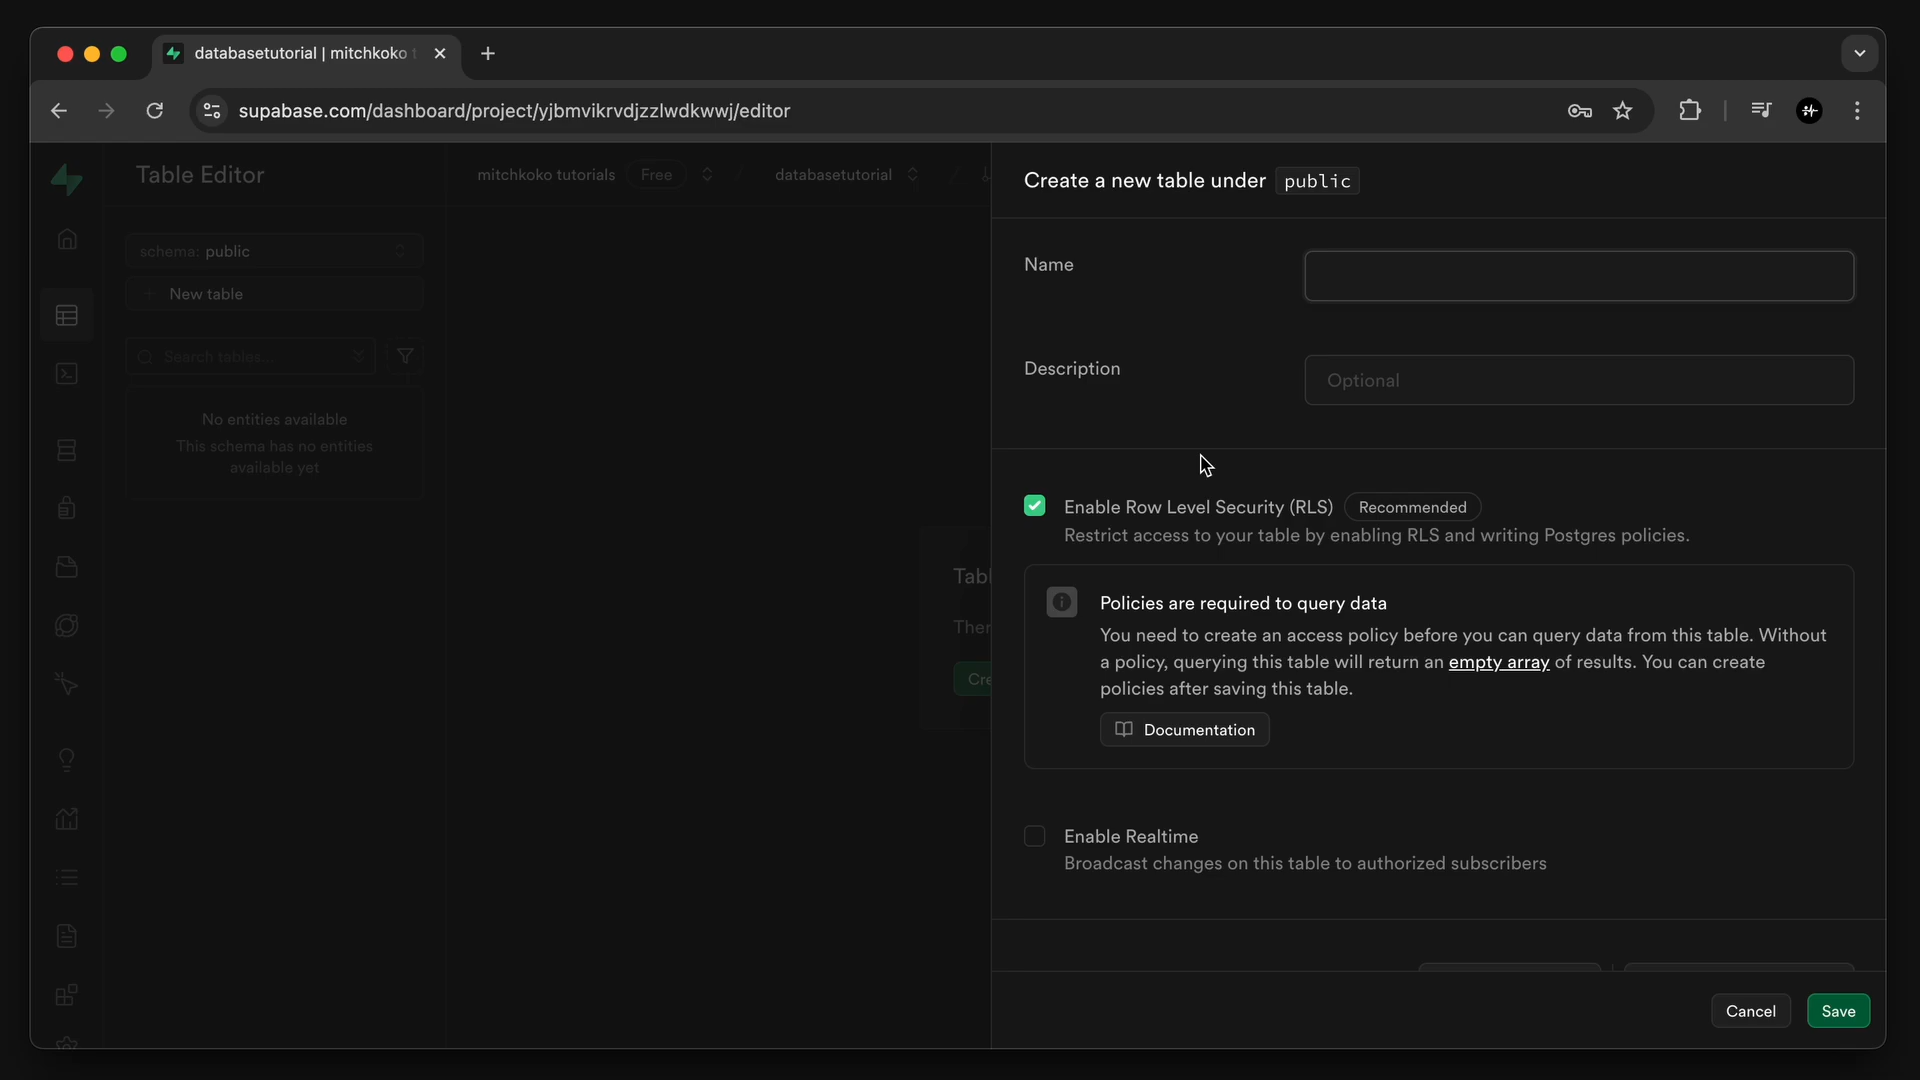 databasetutorial | mitchkoko
supabase.com/dashboard/project/yjbmvikrvdjzzlwdkwwj/editor
Table Editor
mitchkoko tutorials Free / databasetutorial /
schema: public
New table
Search tables...
No entities available
This schema has no entities
available yet
Tabl
Ther
Cre
Create a new table under public
Name
Description
Optional
Enable Row Level Security (RLS) Recommended
Restrict access to your table by enabling RLS and writing Postgres policies.
Policies are required to query data
You need to create an access policy before you can query data from this table. Without
a policy, querying this table will return an empty array of results. You can create
policies after saving this table.
Documentation
Enable Realtime
Broadcast changes on this table to authorized subscribers
Cancel
Save